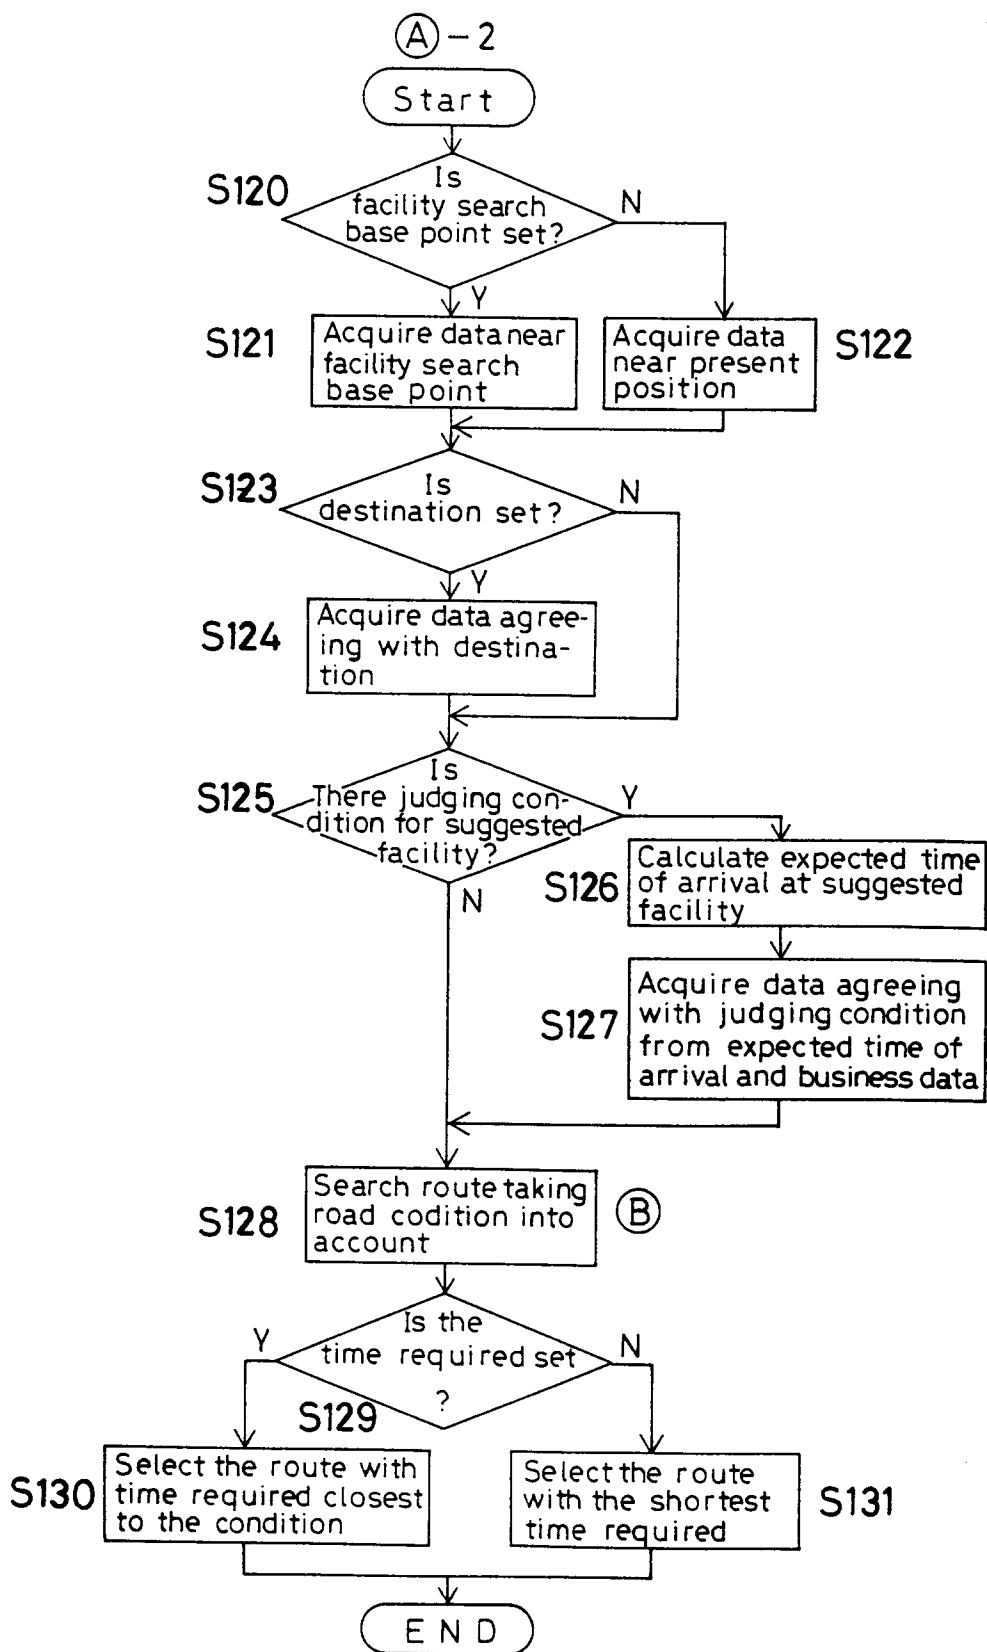 A - 2
Start
S120
Is
facility search
base point set?
N
Y
S121
Acquire data near
facility search
base point
Acquire data
near present
position
S122
S123
Is
destination set?
N
Y
S124
Acquire data agree-
ing with destina-
tion
S125
Is
There judging con-
dition for suggested
facility?
Y
N
S126
Calculate expected time
of arrival at suggested
facility
S127
Acquire data agreeing
with judging condition
from expected time of
arrival and business data
S128
Search route taking
road codition into
account
B
Is the
time required set
?
Y
N
S129
S130
Select the route with
time required closest
to the condition
Select the route
with the shortest
time required
S131
END